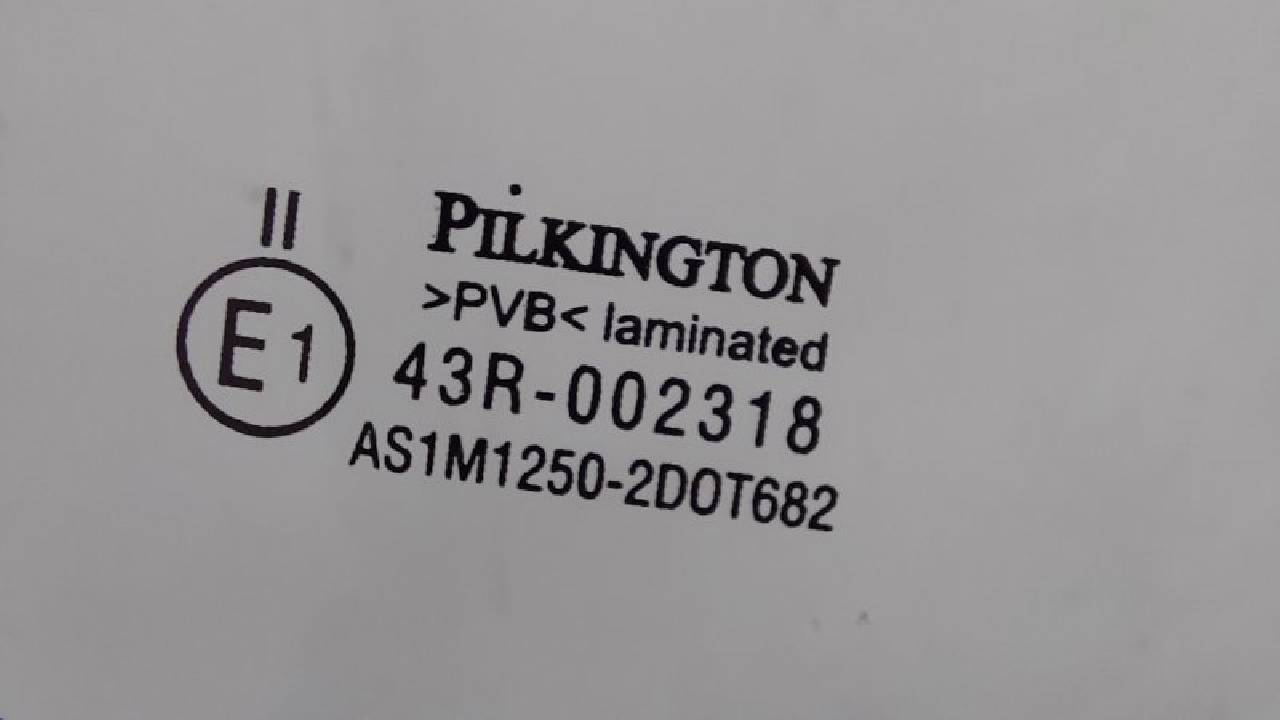 II
E1
PILKINGTON
>PVB< laminated
43R-002318
AS1M1250-2DOT682